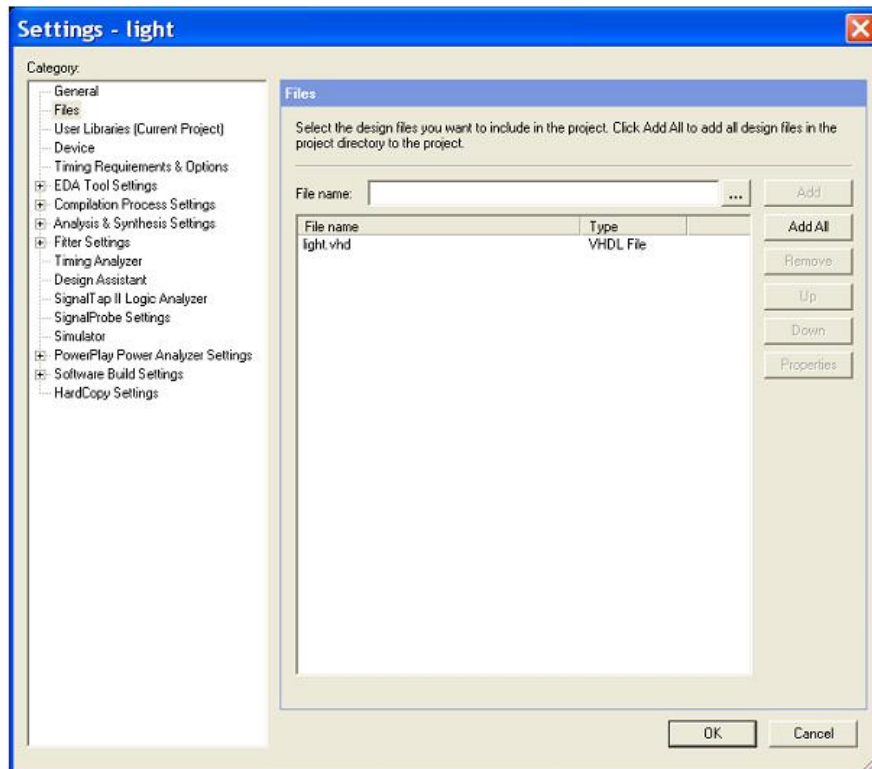 Settings - light
Category:
General
Files
User Libraries (Current Project)
Device
Timing Requirements & Options
EDA Tool Settings
Compilation Process Settings
Analysis & Synthesis Settings
Fitter Settings
Timing Analyzer
Design Assistant
SignalTap II Logic Analyzer
SignalProbe Settings
Simulator
PowerPlay Power Analyzer Settings
Software Build Settings
HardCopy Settings
Files
Select the design files you want to include in the project. Click Add All to add all design files in the
project directory to the project.
File name: ... Add
File name Type Add All
light.vhd VHDL File
Remove
Up
Down
Properties
OK Cancel